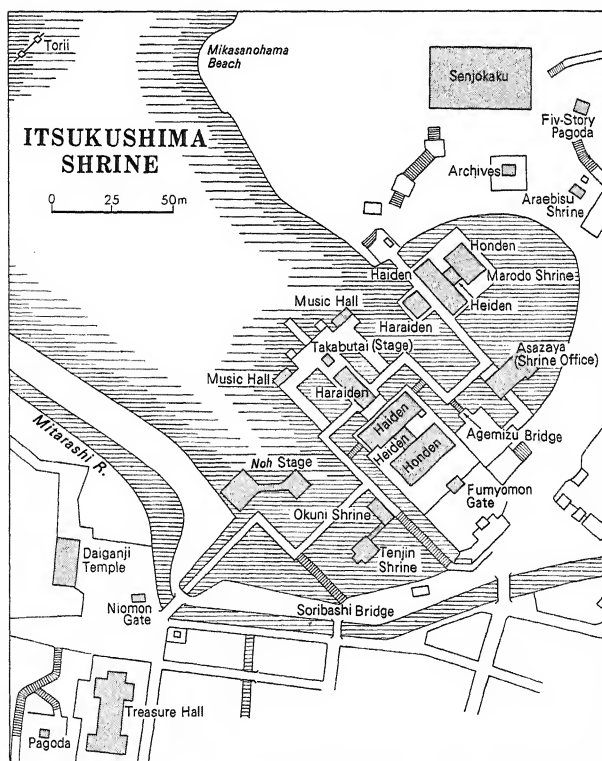 Torii
Mikasanohama
Beach
Senjokaku
ITSUKUSHIMA
SHRINE
Fiv-Story
Pagoda
0 25 50m
Archives
Araebisu
Shrine
Honden
Haiden
Marodo Shrine
Heiden
Music Hall
Haraiden
Takabutai (Stage)
Asazaya
(Shrine Office)
Music Hall
Haraiden
Haiden
Heiden
Honden
Agemizu Bridge
Mitarashi R.
Noh Stage
Fumyomon
Gate
Okuni Shrine
Daiganji
Temple
Tenjin
Shrine
Niomon
Gate
Soribashi Bridge
Treasure Hall
Pagoda